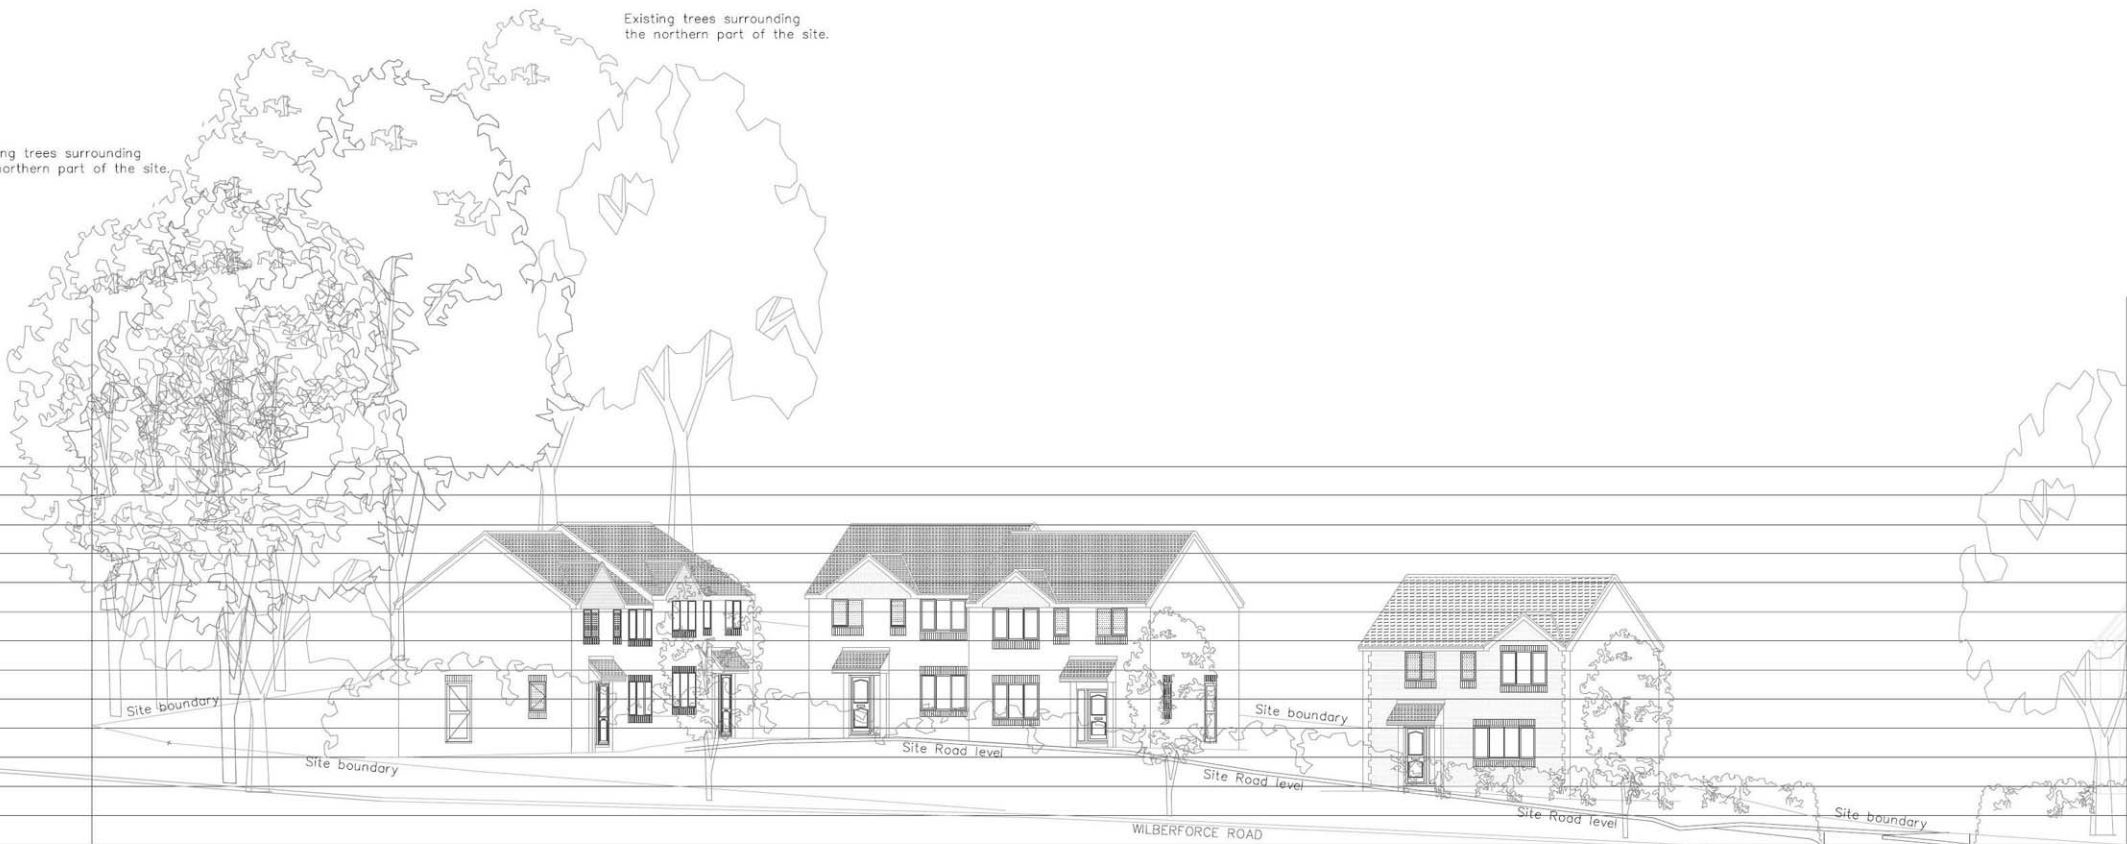 Existing trees surrounding
the northern part of the site.
ng trees surrounding
northern part of the site.
Site boundary
Site boundary
Site Road level
Site boundary
Site Road level
Site Road level
Site boundary
WILBERFORCE ROAD